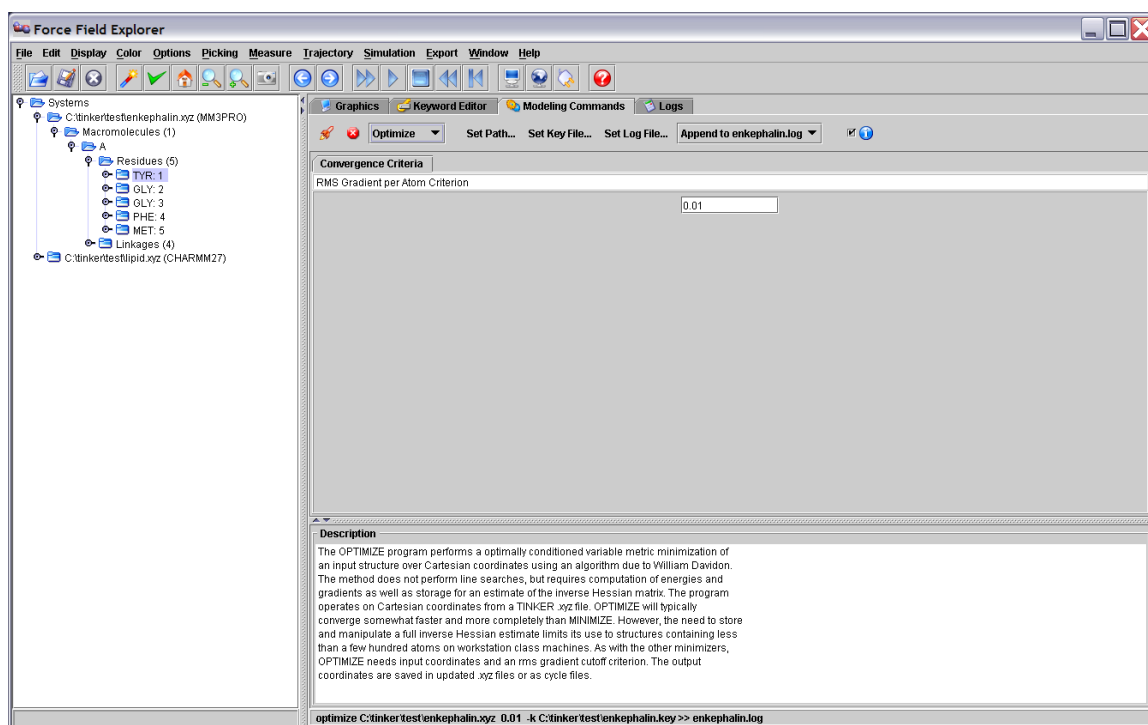 Force Field Explorer
File Edit Display Color Options Picking Measure Trajectory Simulation Export Window Help
Systems
C:\tinker\test\enkephalin.xyz (MM3PRO)
Macromolecules (1)
A
Residues (5)
TYR: 1
GLY: 2
GLY: 3
PHE: 4
MET: 5
Linkages (4)
C:\tinker\test\lipid.xyz (CHARMM27)
Graphics Keyword Editor Modeling Commands Logs
Optimize Set Path... Set Key File... Set Log File... Append to enkephalin.log
Convergence Criteria
RMS Gradient per Atom Criterion
0.01
Description
The OPTIMIZE program performs a optimally conditioned variable metric minimization of
an input structure over Cartesian coordinates using an algorithm due to William Davidon.
The method does not perform line searches, but requires computation of energies and
gradients as well as storage for an estimate of the inverse Hessian matrix. The program
operates on Cartesian coordinates from a TINKER .xyz file. OPTIMIZE will typically
converge somewhat faster and more completely than MINIMIZE. However, the need to store
and manipulate a full inverse Hessian estimate limits its use to structures containing less
than a few hundred atoms on workstation class machines. As with the other minimizers,
OPTIMIZE needs input coordinates and an rms gradient cutoff criterion. The output
coordinates are saved in updated .xyz files or as cycle files.
optimize C:\tinker\test\enkephalin.xyz 0.01 -k C:\tinker\test\enkephalin.key >> enkephalin.log